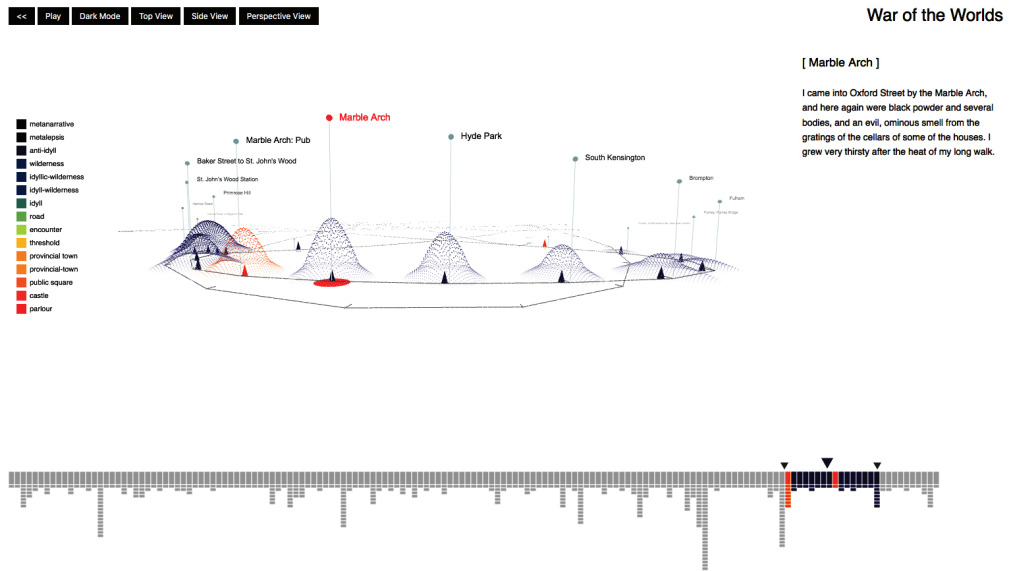 <<
Play
Dark Mode
Top View
Side View
Perspective View
War of the Worlds
[ Marble Arch ]
I came into Oxford Street by the Marble Arch,
and here again were black powder and several
bodies, and an evil, ominous smell from the
gratings of the cellars of some of the houses. I
grew very thirsty after the heat of my long walk.
metanarrative
metalepsis
anti-idyll
wilderness
idyllic-wilderness
idyll-wilderness
idyll
road
encounter
threshold
provincial town
provincial-town
public square
castle
parlour
Marble Arch
Marble Arch: Pub
Hyde Park
Baker Street to St. John's Wood
South Kensington
St. John's Wood Station
Brompton
Primrose Hill
Fulham